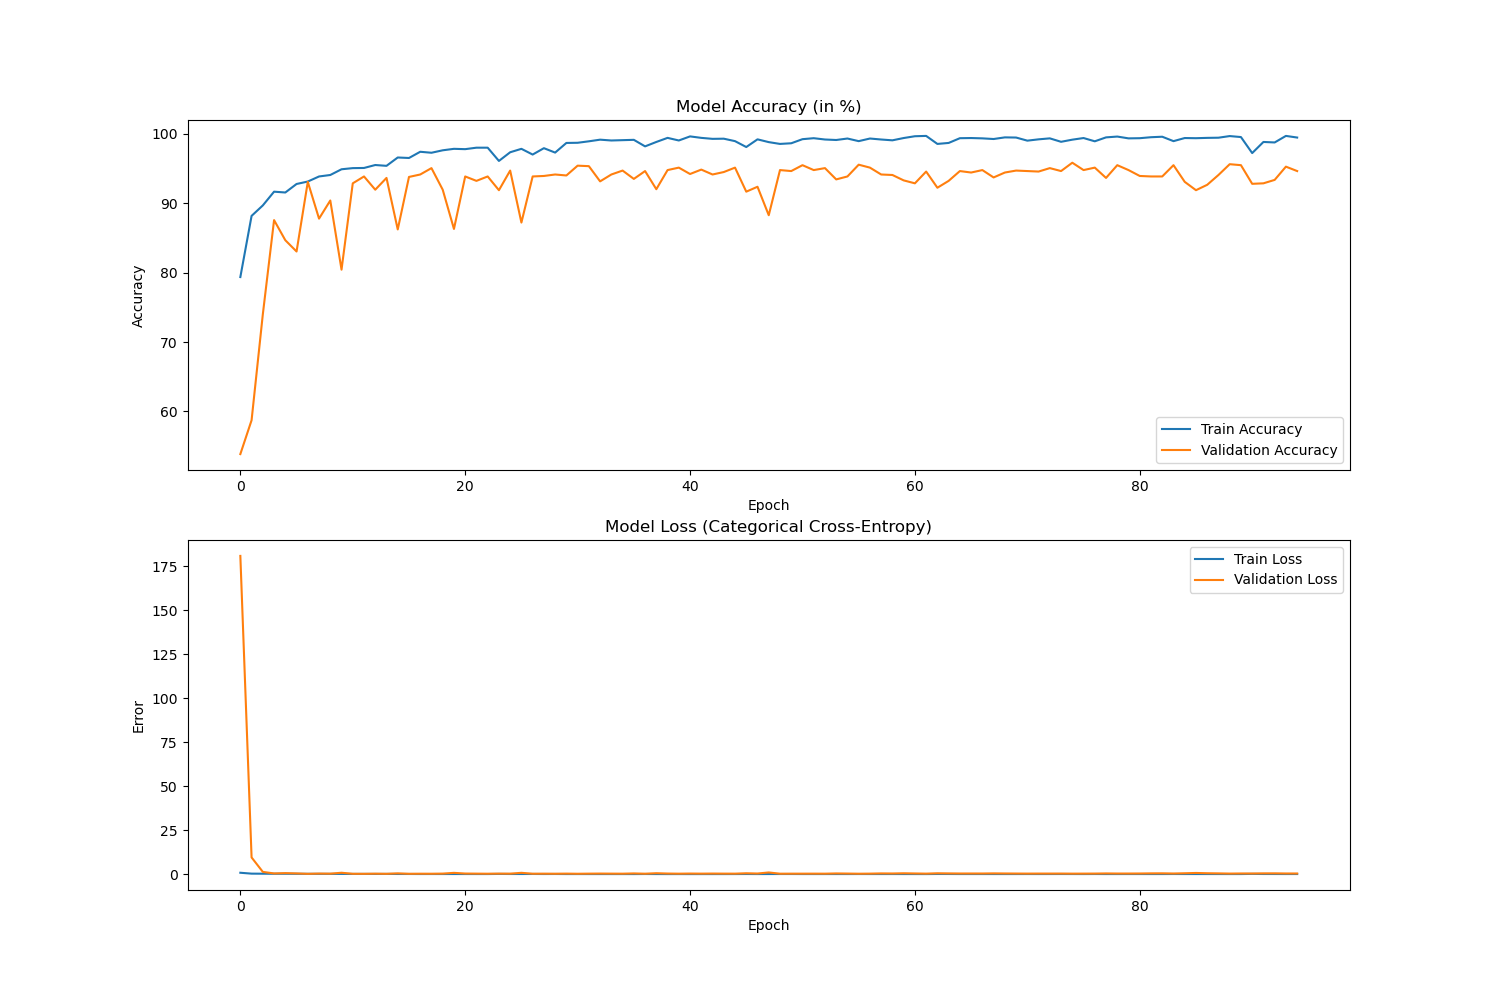 Model Accuracy (in %)
100
90
80
70
60
Accuracy
Train Accuracy
Validation Accuracy
0 20 40 60 80
Epoch
Model Loss (Categorical Cross-Entropy)
175
150
125
100
75
50
25
0
Error
Train Loss
Validation Loss
0 20 40 60 80
Epoch